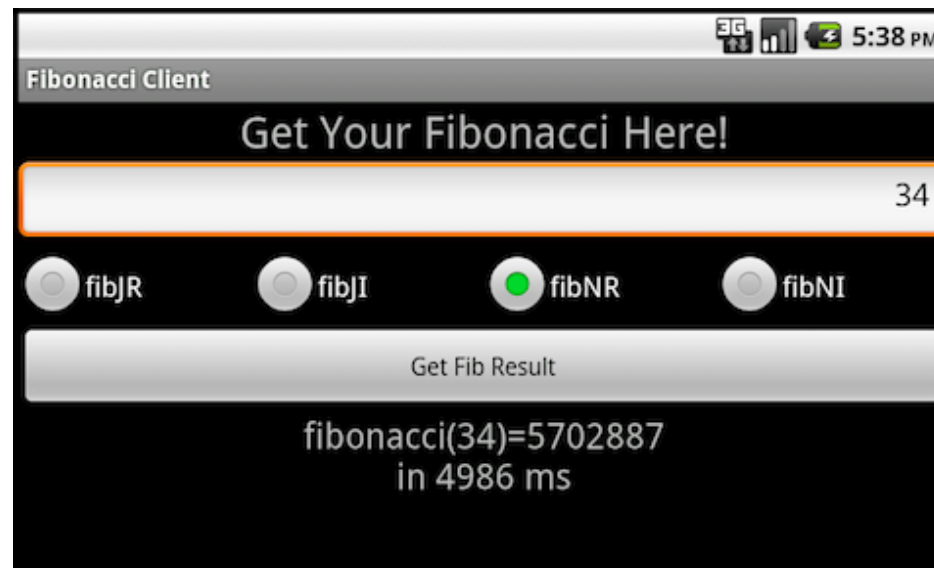 3G 5:38 PM
Fibonacci Client
Get Your Fibonacci Here!
34
fibJR fibJI fibNR fibNI
Get Fib Result
fibonacci(34)=5702887
in 4986 ms